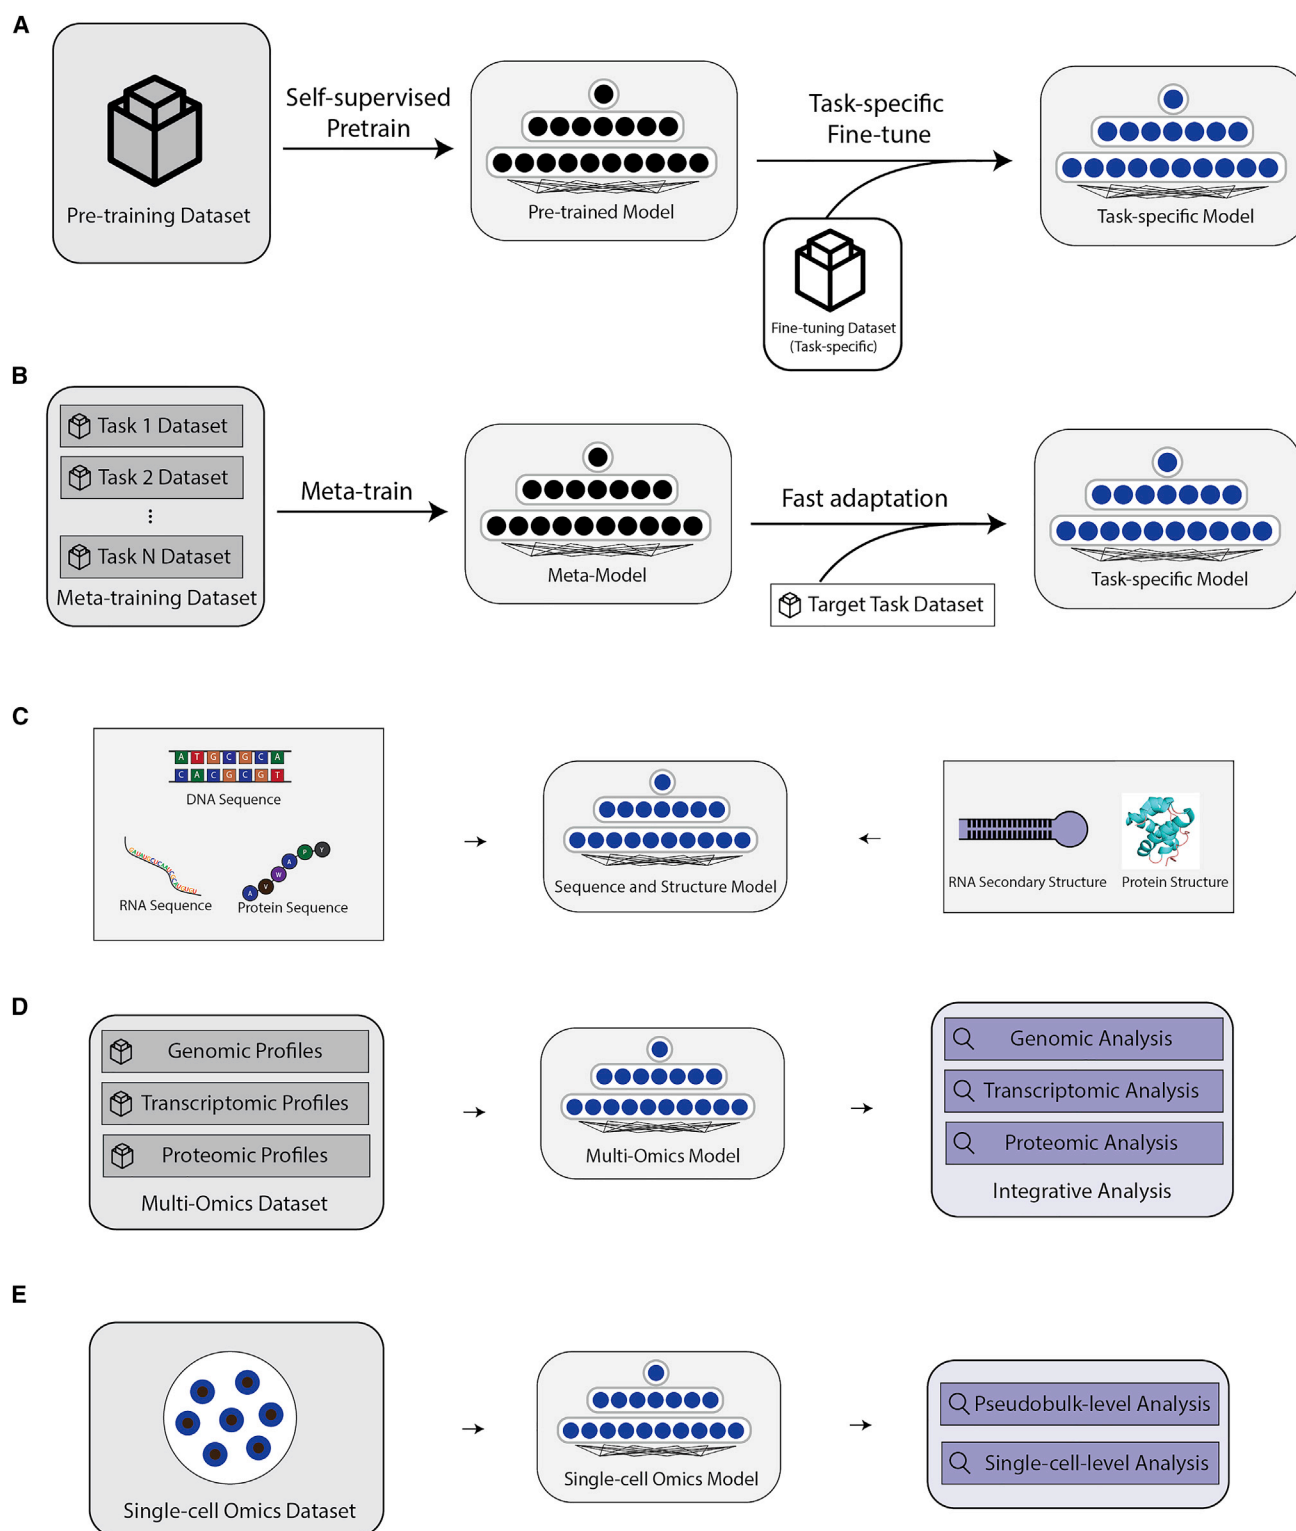 A
Self-supervised
Pretrain
Task-specific
Fine-tune
Pre-training Dataset
Pre-trained Model
Task-specific Model
Fine-tuning Dataset
(Task-specific)
B
Task 1 Dataset
Task 2 Dataset
⋮
Task N Dataset
Meta-training Dataset
Meta-train
Meta-Model
Fast adaptation
Target Task Dataset
Task-specific Model
C
A T G C G C A
C A C G C G T
DNA Sequence
RNA Sequence
A V W A P Y
Protein Sequence
Sequence and Structure Model
RNA Secondary Structure
Protein Structure
D
Genomic Profiles
Transcriptomic Profiles
Proteomic Profiles
Multi-Omics Dataset
Multi-Omics Model
Genomic Analysis
Transcriptomic Analysis
Proteomic Analysis
Integrative Analysis
E
Single-cell Omics Dataset
Single-cell Omics Model
Pseudobulk-level Analysis
Single-cell-level Analysis